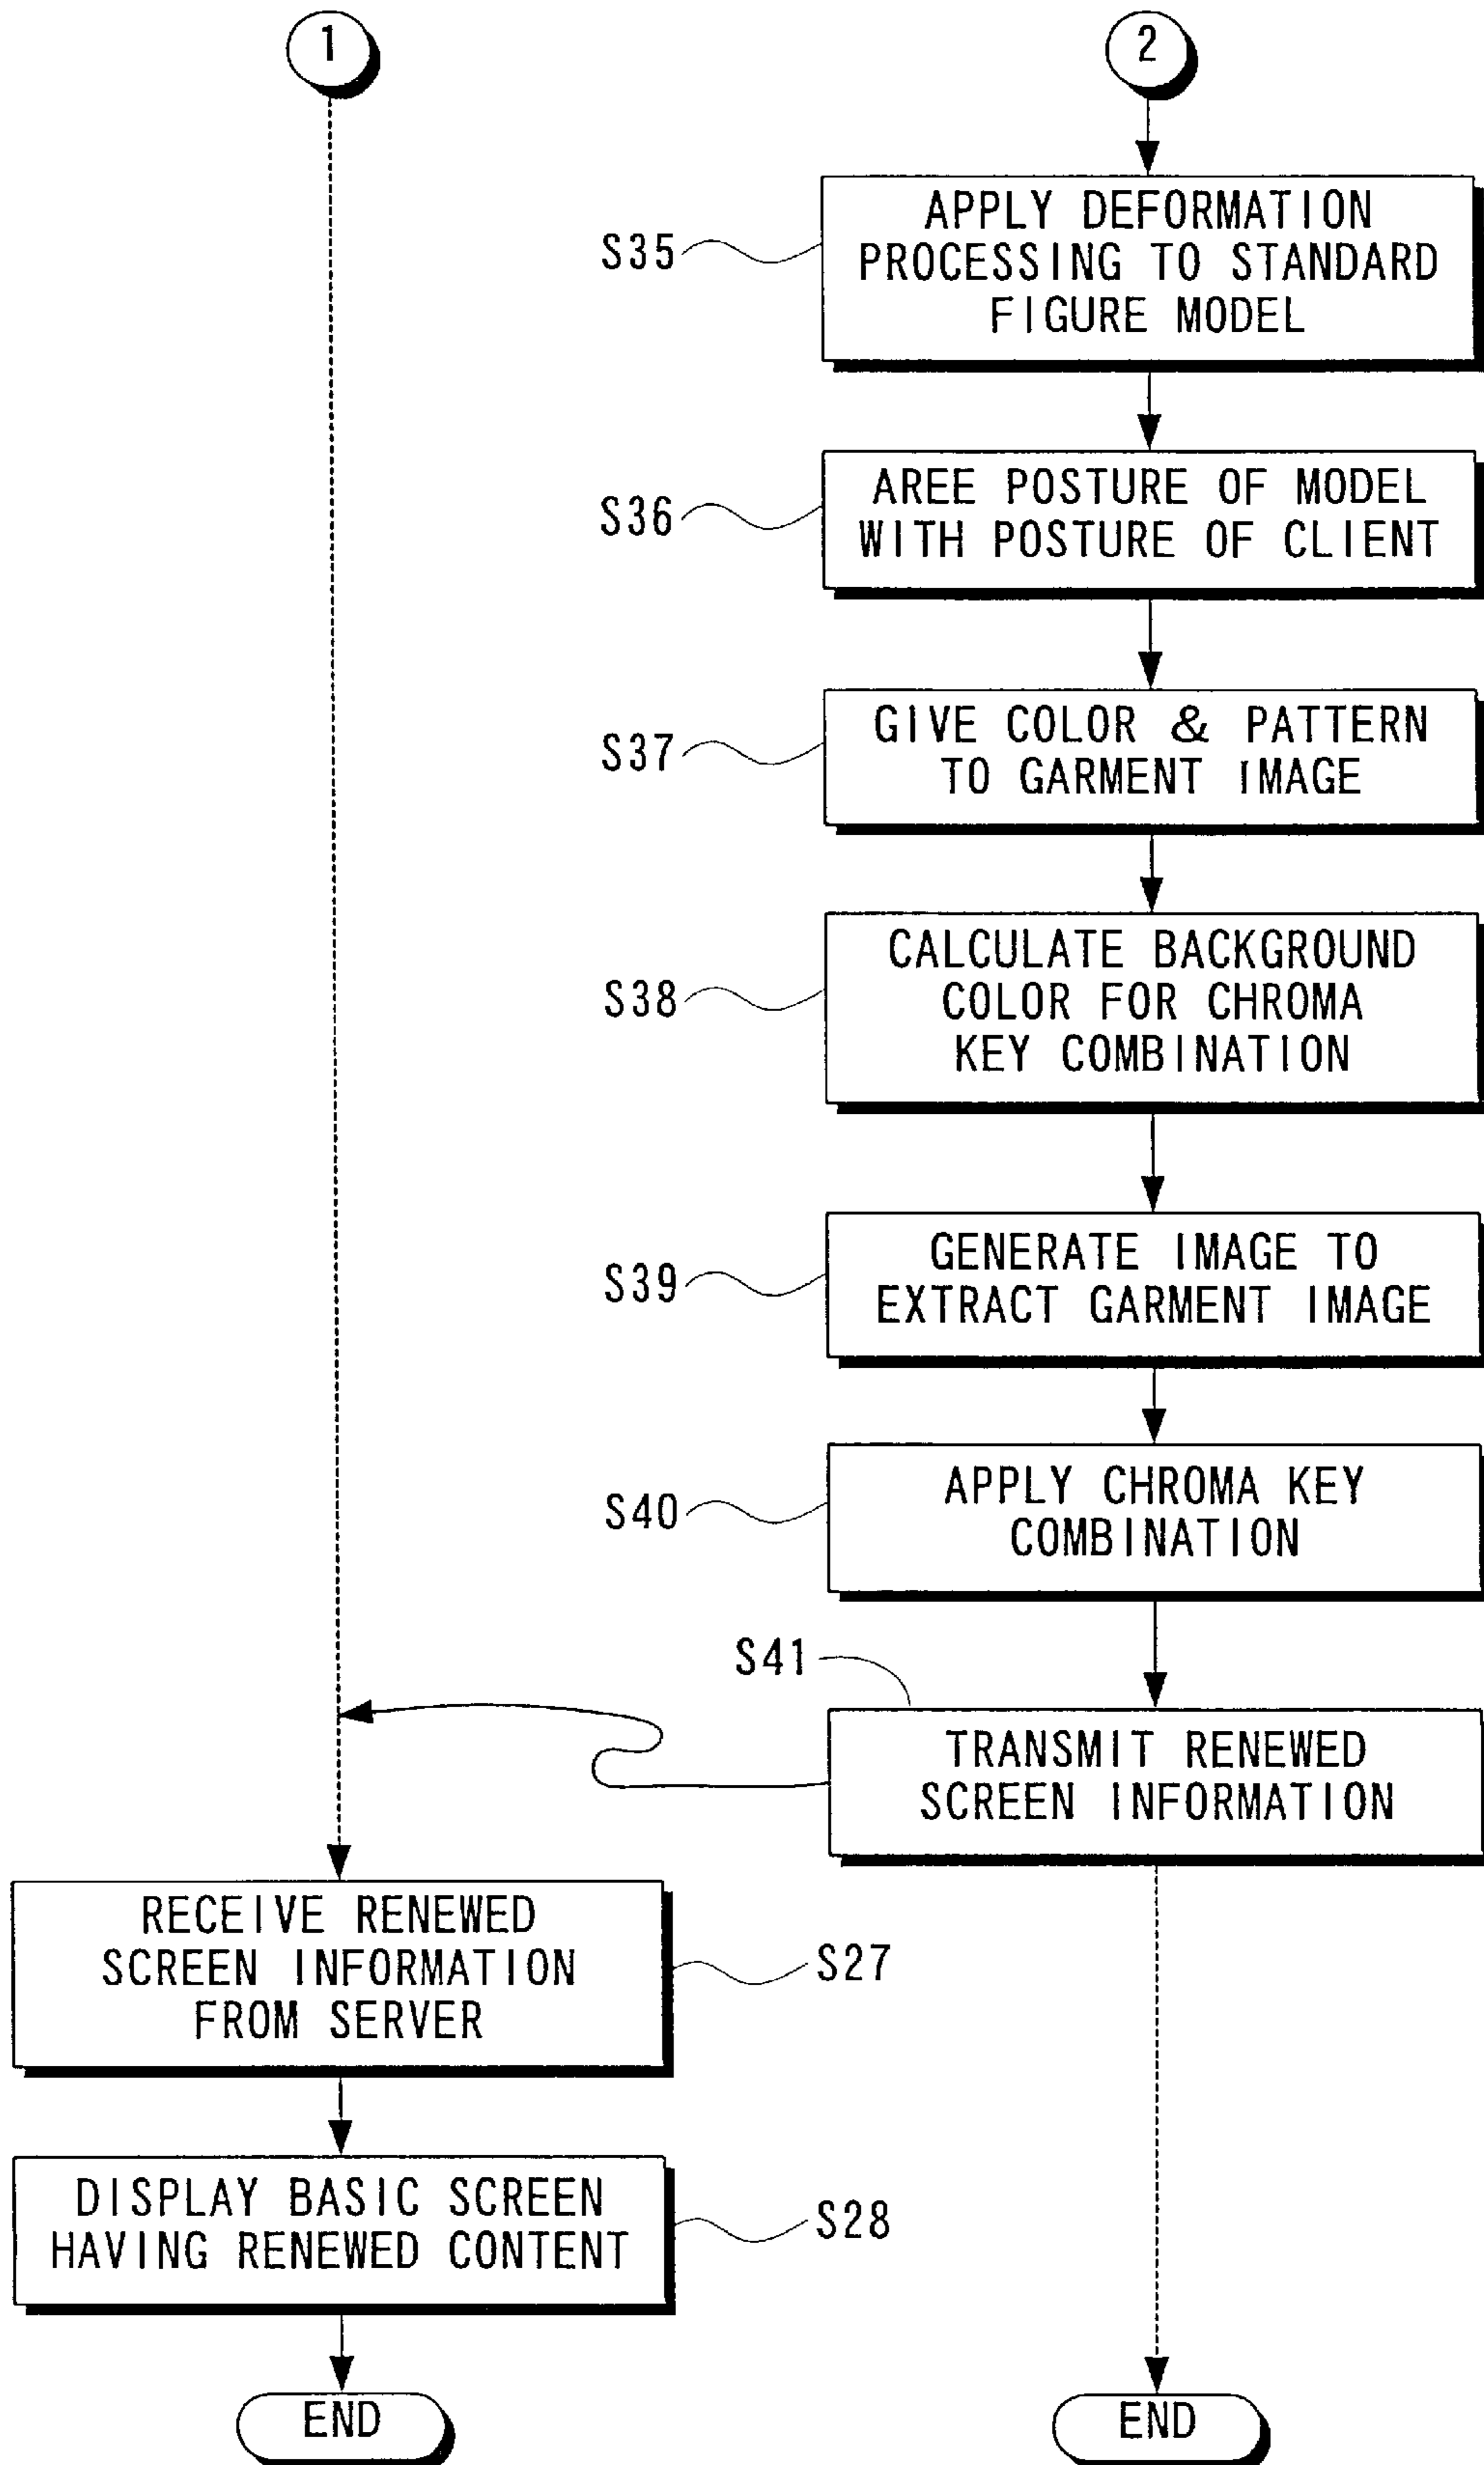 1
2
S35
APPLY DEFORMATION
PROCESSING TO STANDARD
FIGURE MODEL
S36
AREE POSTURE OF MODEL
WITH POSTURE OF CLIENT
S37
GIVE COLOR & PATTERN
TO GARMENT IMAGE
S38
CALCULATE BACKGROUND
COLOR FOR CHROMA
KEY COMBINATION
S39
GENERATE IMAGE TO
EXTRACT GARMENT IMAGE
S40
APPLY CHROMA KEY
COMBINATION
S41
TRANSMIT RENEWED
SCREEN INFORMATION
RECEIVE RENEWED
SCREEN INFORMATION
FROM SERVER
S27
DISPLAY BASIC SCREEN
HAVING RENEWED CONTENT
S28
END
END